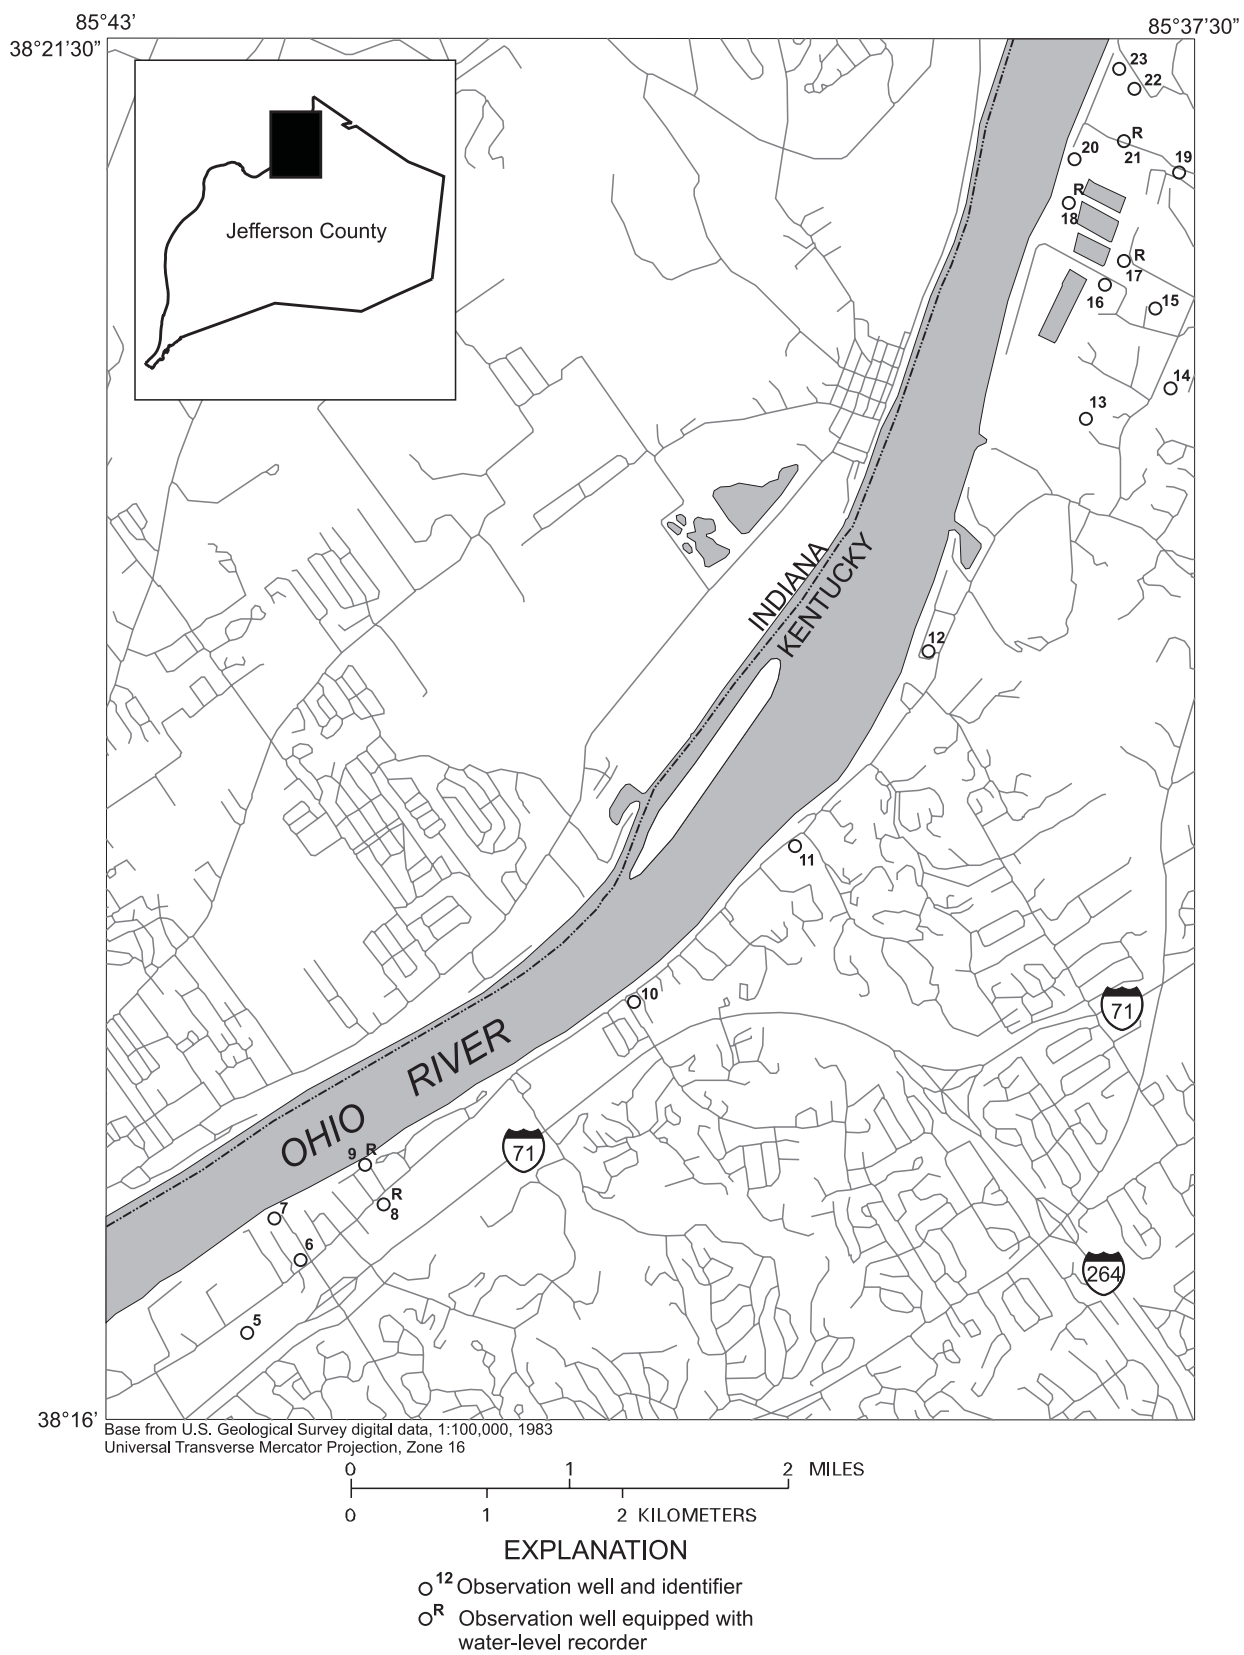 85°43’
85°37’30”
38°21’30”
23
22
R
21
20
19
R
18
R
17
16
15
14
13
Jefferson County
INDIANA
KENTUCKY
12
11
10
71
OHIO RIVER
71
9 R
R
8
7
6
264
5
38°16’
Base from U.S. Geological Survey digital data, 1:100,000, 1983
Universal Transverse Mercator Projection, Zone 16
0 1 2 MILES
0 1 2 KILOMETERS
EXPLANATION
12 Observation well and identifier
R Observation well equipped with
water-level recorder